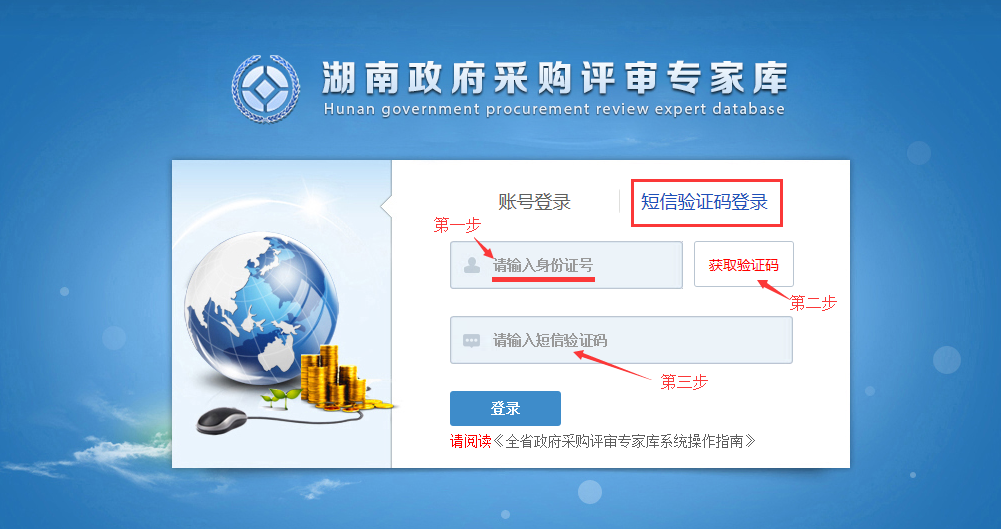 湖南政府采购评审专家库
Hunan government procurement review expert database
账号登录
短信验证码登录
第一步
请输入身份证号
获取验证码
第二步
请输入短信验证码
第三步
登录
请阅读《全省政府采购评审专家库系统操作指南》